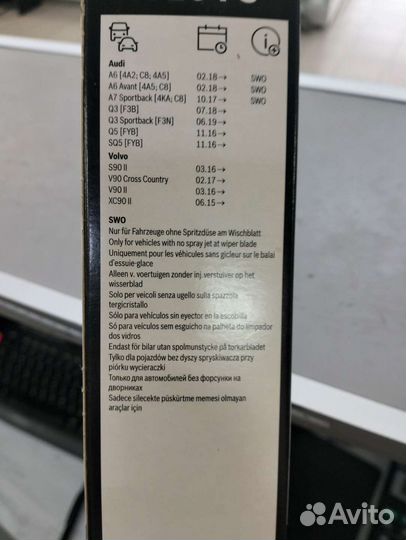 Audi
A6 [4A2; C8; 4A5] 02.18→ SWO
A6 Avant [4A5; C8] 02.18→ SWO
A7 Sportback [4KA; C8] 10.17→ SWO
Q3 [F3B] 07.18→
Q3 Sportback [F3N] 06.19→
Q5 [FYB] 11.16→
SQ5 [FYB] 11.16→
Volvo
S90 II 03.16→
V90 Cross Country 02.17→
V90 II 03.16→
XC90 II 06.15→
SWO
Nur für Fahrzeuge ohne Spritzdüse am Wischblatt
Only for vehicles with no spray jet at wiper blade
Uniquement pour les véhicules sans gicleur sur le balai
d'essuie-glace
Alleen v. voertuigen zonder inj. verstuiver op het
wisserblad
Solo per veicoli senza ugello sulla spazzola
tergicristallo
Sólo para vehículos sin eyector en la escobilla
Só para veículos sem esguicho na palheta do limpador
dos vidros
Endast för bilar utan spolmunstycke på torkarbladet
Tylko dla pojazdów bez dyszy spryskiwacza przy
piórku wycieraczki
Только для автомобилей без форсунки на
дворниках
Sadece silecekte püskürtme memesi olmayan
araçlar için
Avito